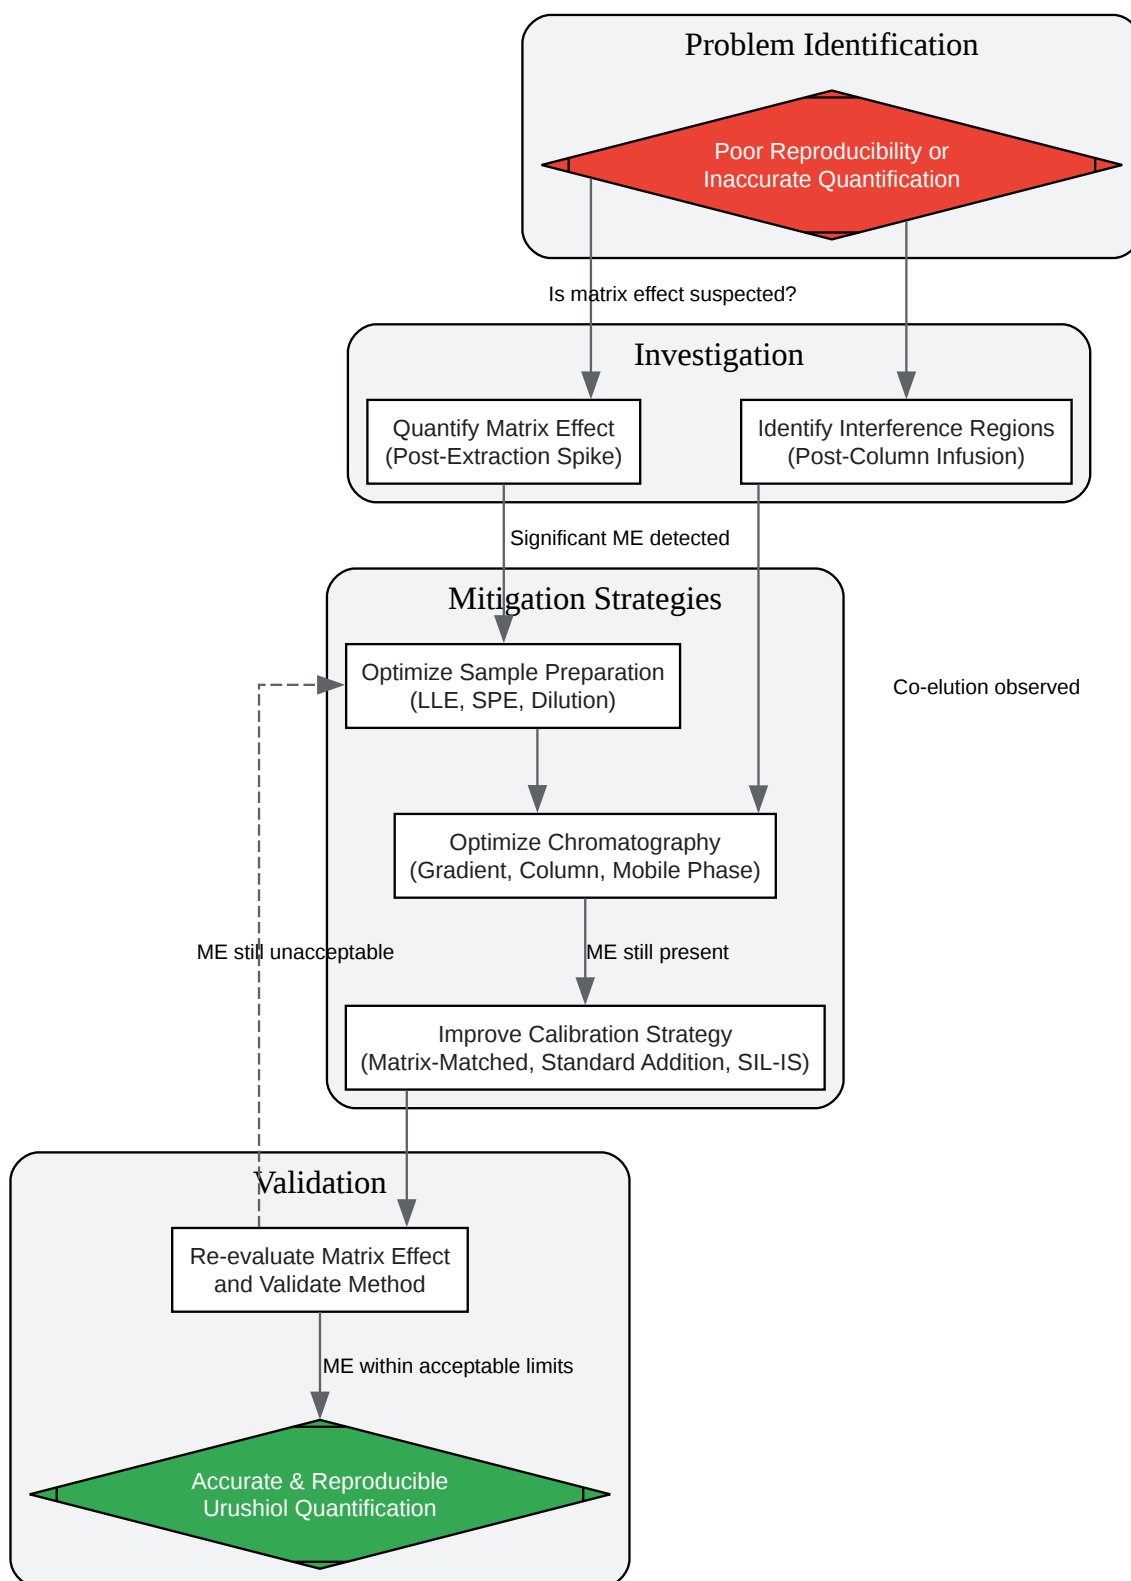 Problem Identification
Poor Reproducibility or
Inaccurate Quantification
Is matrix effect suspected?
Investigation
Quantify Matrix Effect
(Post-Extraction Spike)
Identify Interference Regions
(Post-Column Infusion)
Significant ME detected
Mitigation Strategies
Optimize Sample Preparation
(LLE, SPE, Dilution)
Co-elution observed
Optimize Chromatography
(Gradient, Column, Mobile Phase)
ME still unacceptable
ME still present
Improve Calibration Strategy
(Matrix-Matched, Standard Addition, SIL-IS)
Validation
Re-evaluate Matrix Effect
and Validate Method
ME within acceptable limits
Accurate & Reproducible
Urushiol Quantification